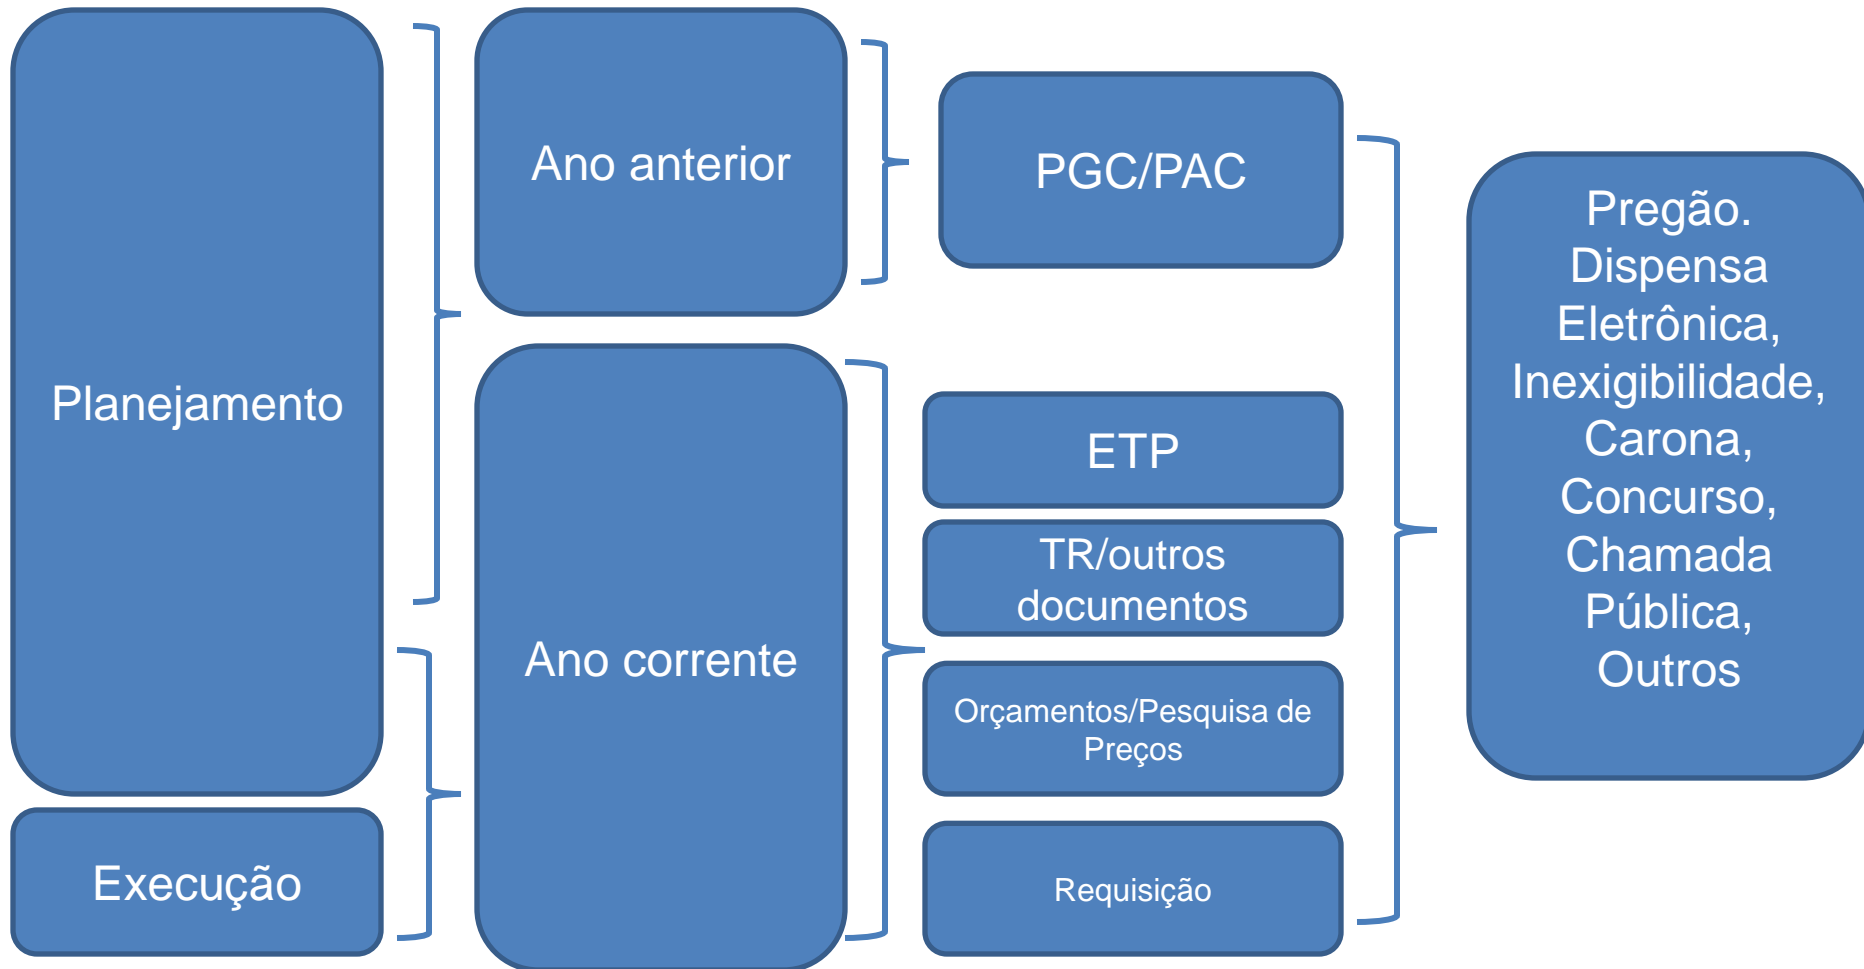 Planejamento
Execução
Ano anterior
Ano corrente
PGC/PAC
ETP
TR/outros
documentos
Orçamentos/Pesquisa de
Preços
Requisição
Pregão.
Dispensa
Eletrônica,
Inexigibilidade,
Carona,
Concurso,
Chamada
Pública,
Outros